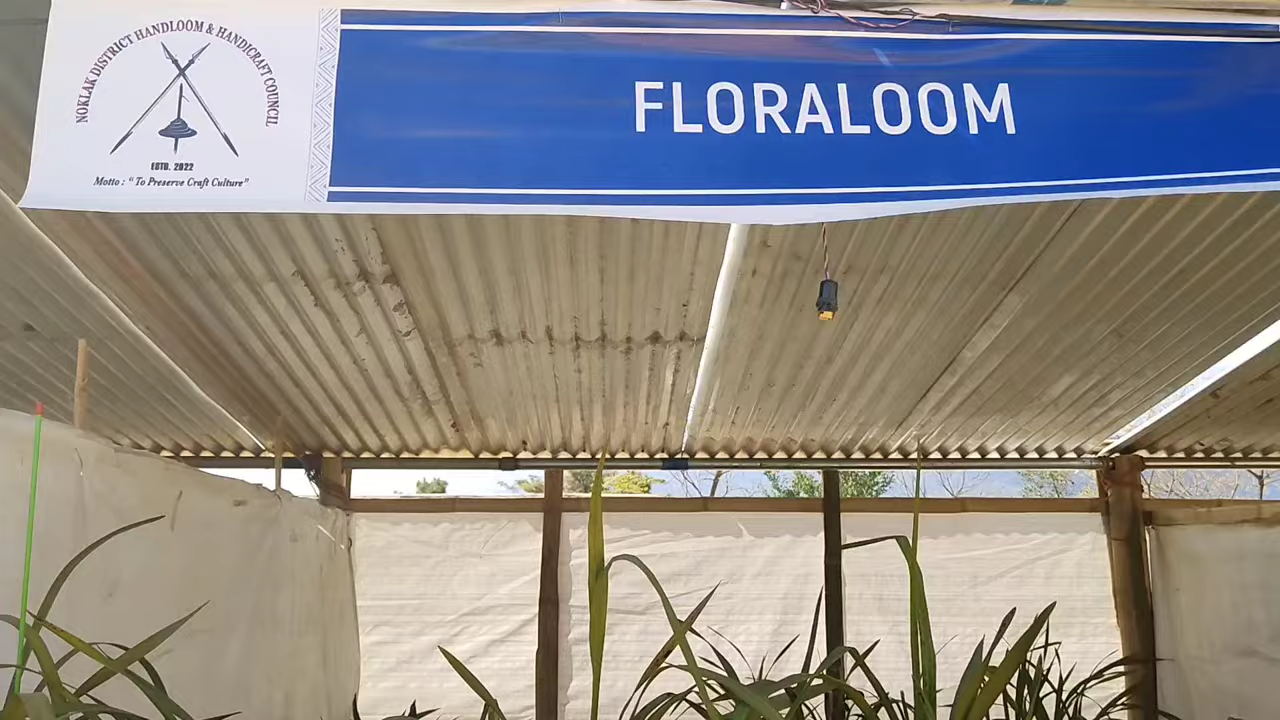 NOKLAK DISTRICT HANDLOOM & HANDICRAFT COUNCIL
ESTD. 2022
Motto : "To Preserve Craft Culture"
FLORALOOM